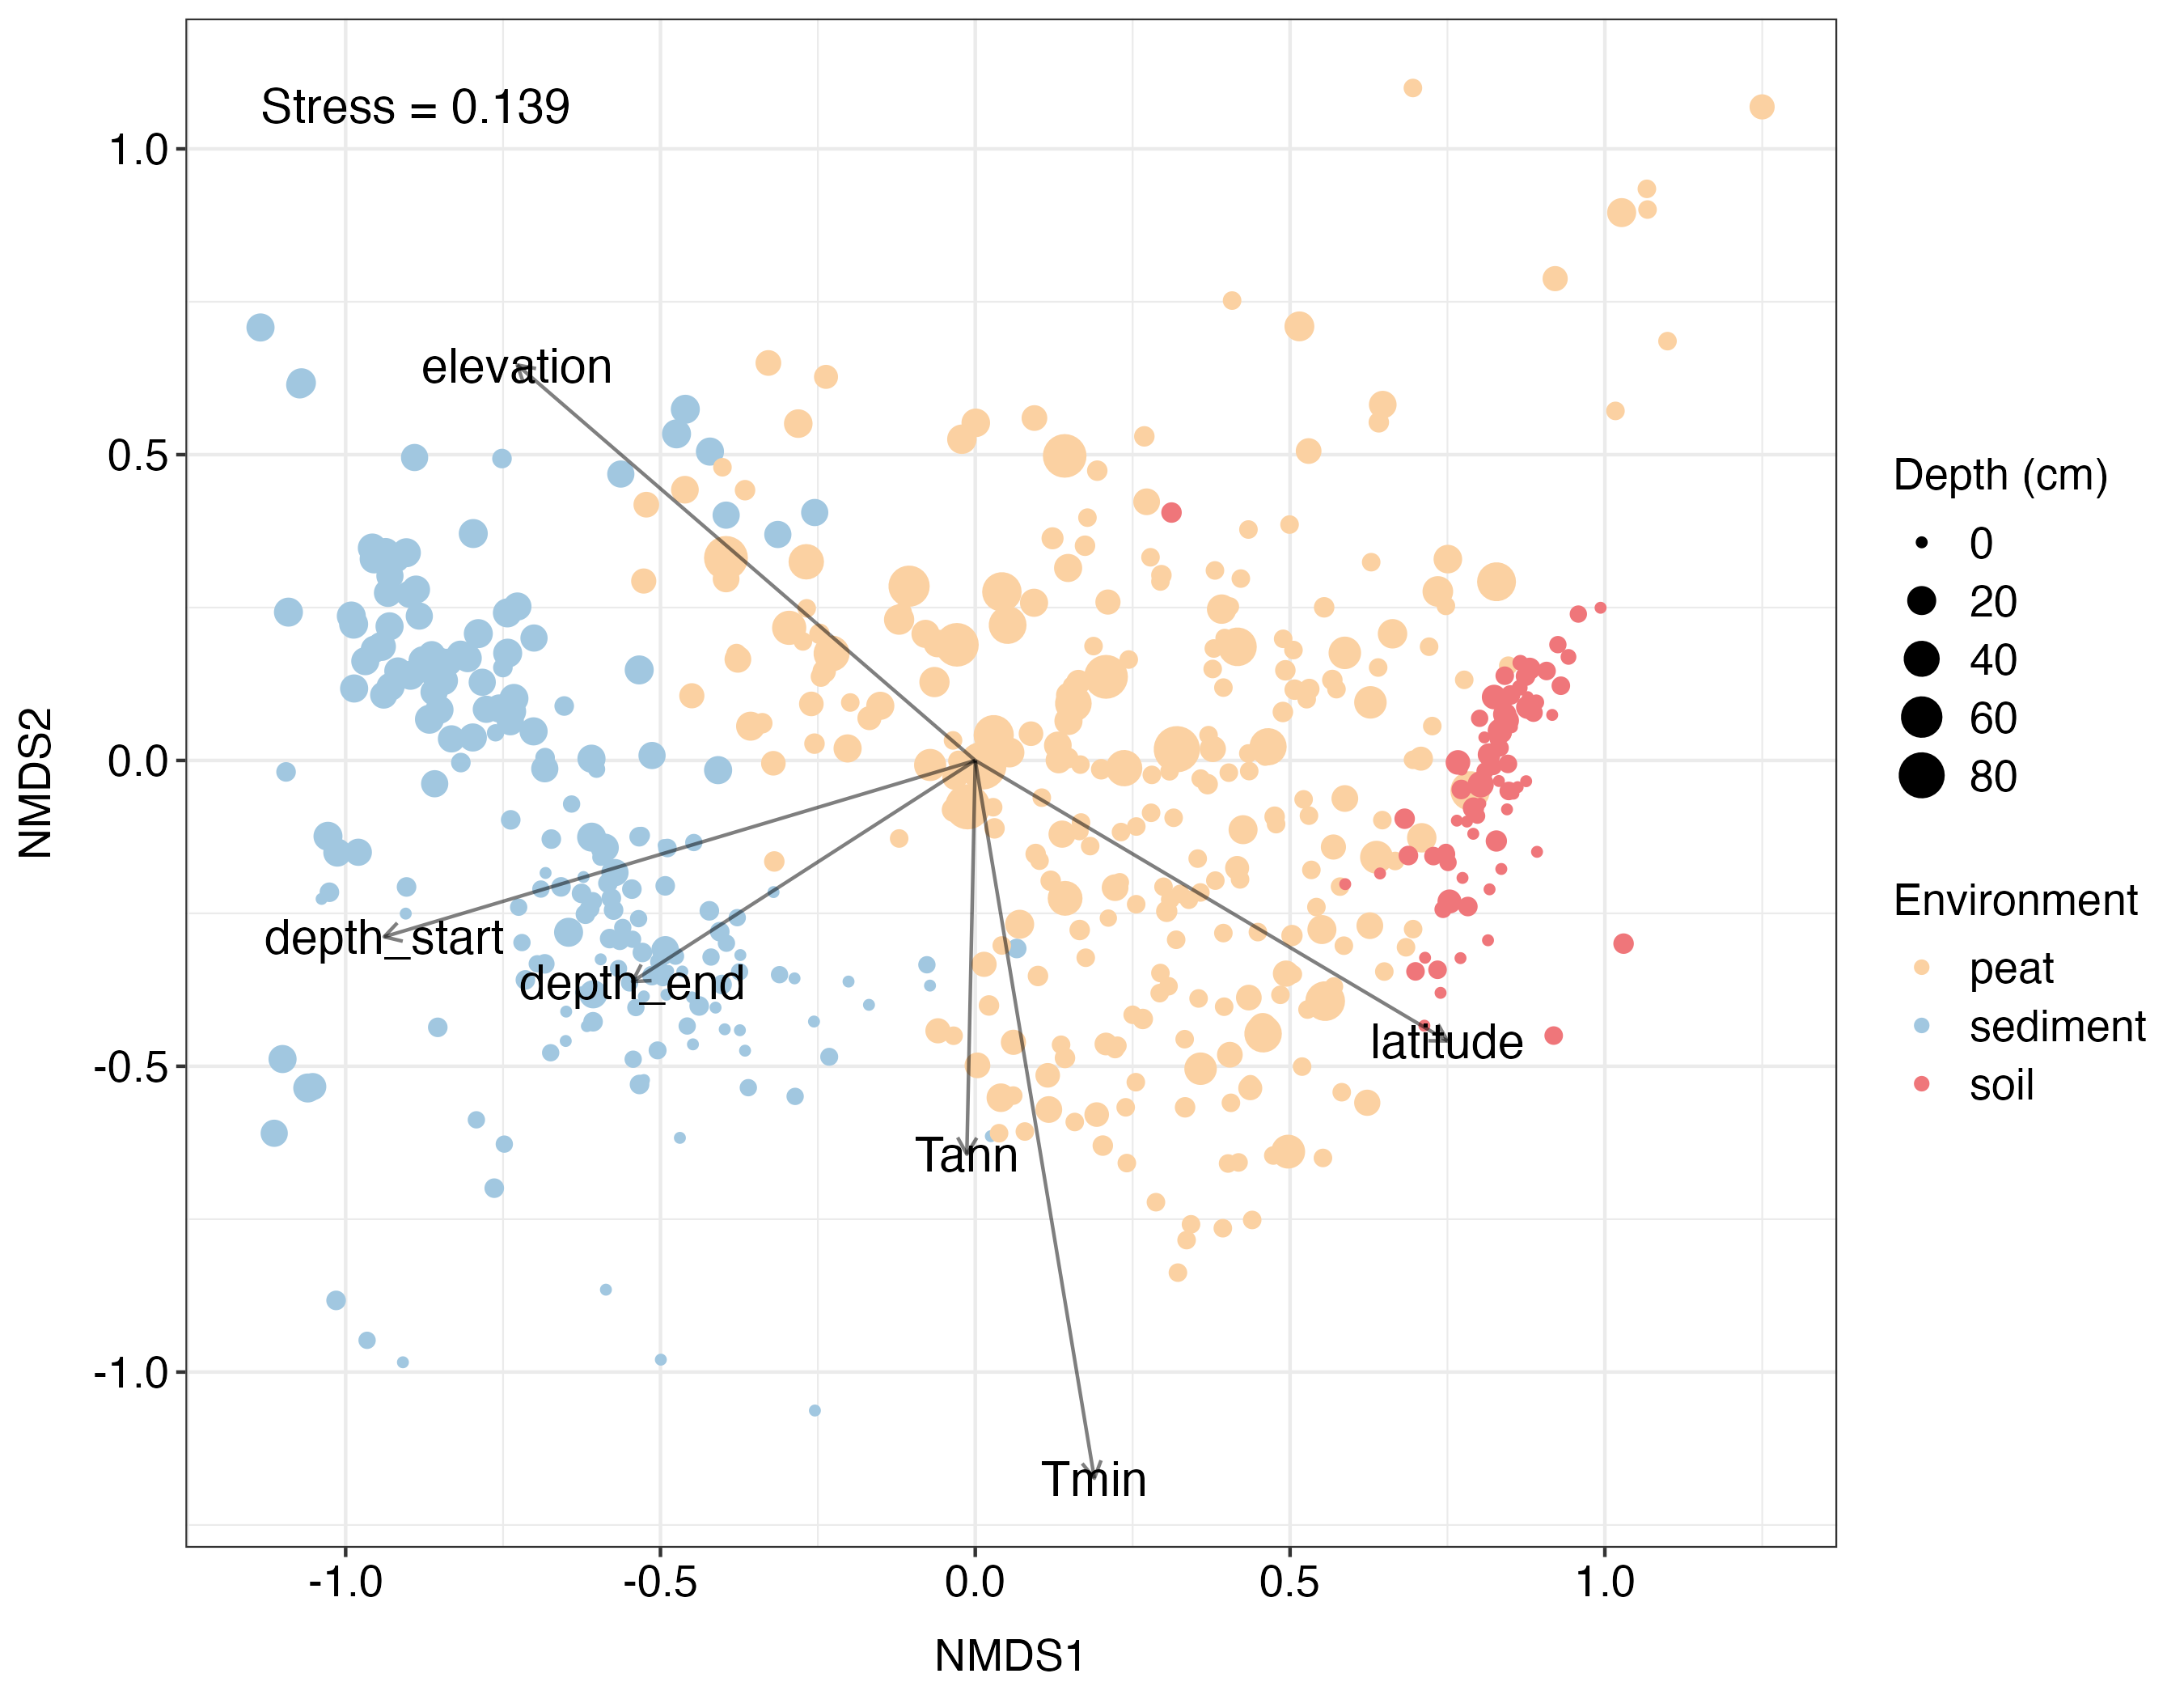 Stress = 0.139
elevation
depth_start
depth_end
latitude
Tann
Tmin
1.0
0.5
0.0
-0.5
-1.0
NMDS2
-1.0
-0.5
0.0
0.5
1.0
NMDS1
Depth (cm)
0
20
40
60
80
Environment
peat
sediment
soil